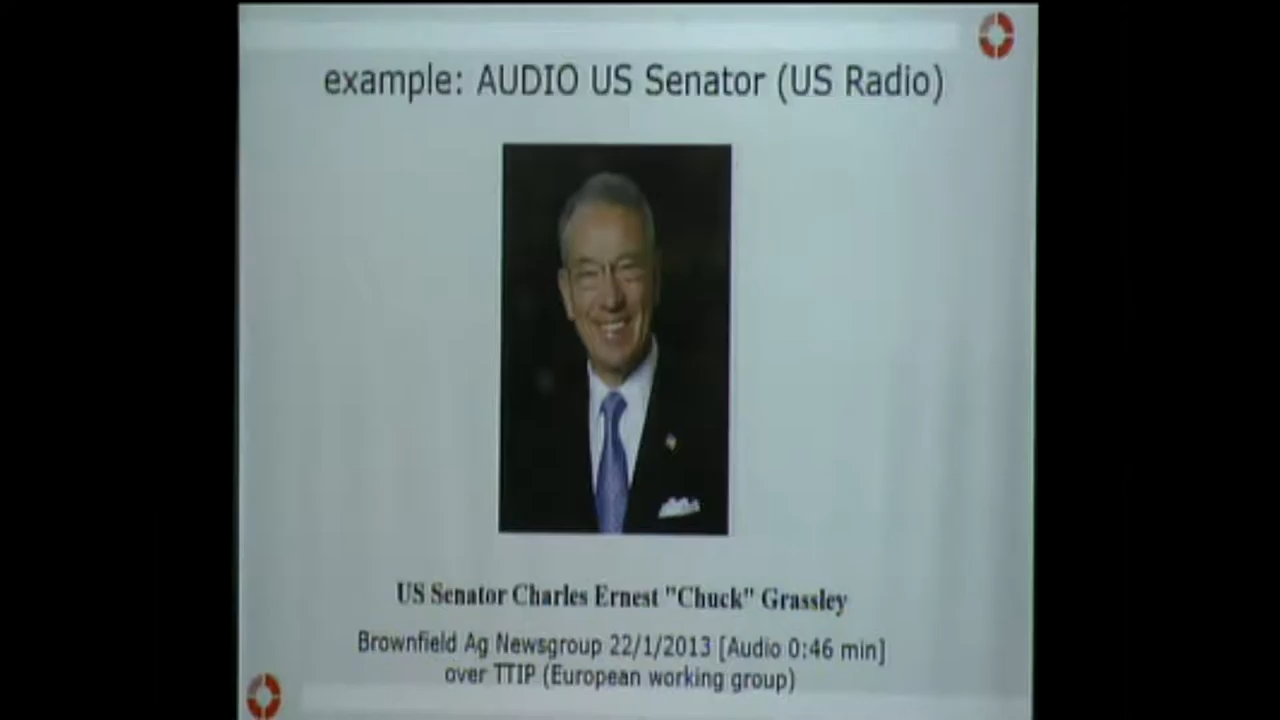 example: AUDIO US Senator (US Radio)
US Senator Charles Ernest "Chuck" Grassley
Brownfield Ag Newsgroup 22/1/2013 [Audio 0:46 min]
over TTIP (European working group)